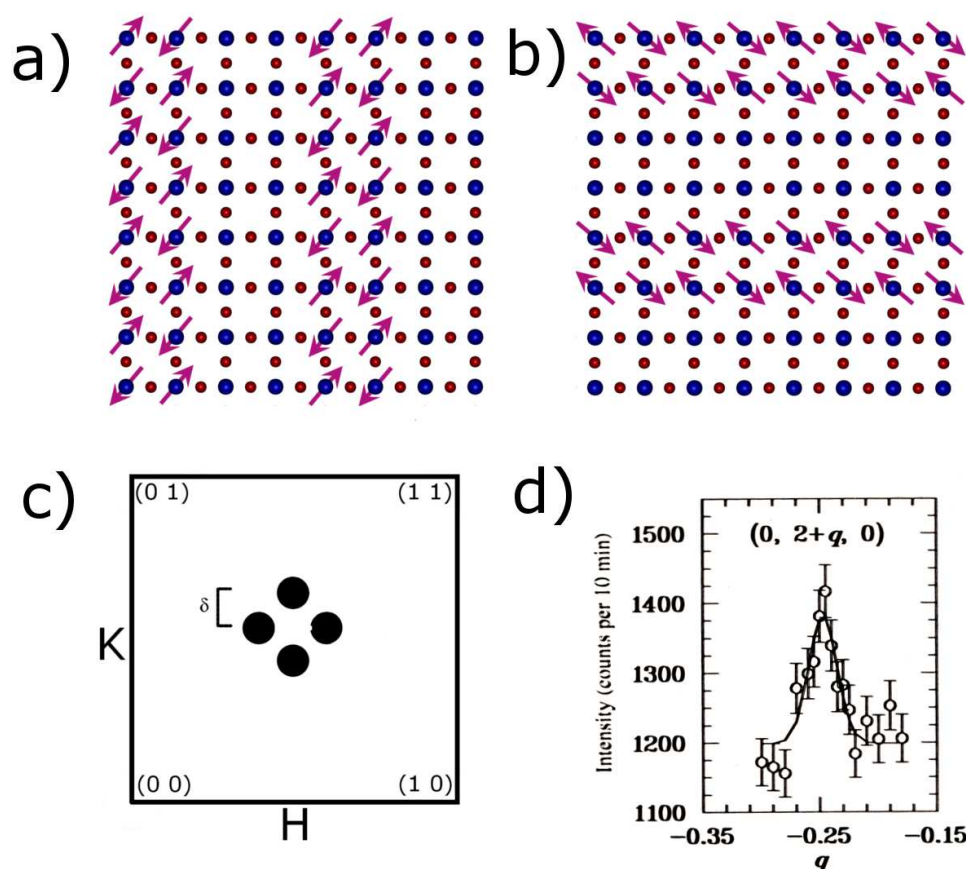 a)
b)
c)
(0 1)
(1 1)
δ
K
(0 0)
(1 0)
H
d)
(0, 2+q, 0)
Intensity (counts per 10 min)
1500
1400
1300
1200
1100
−0.35
−0.25
−0.15
q